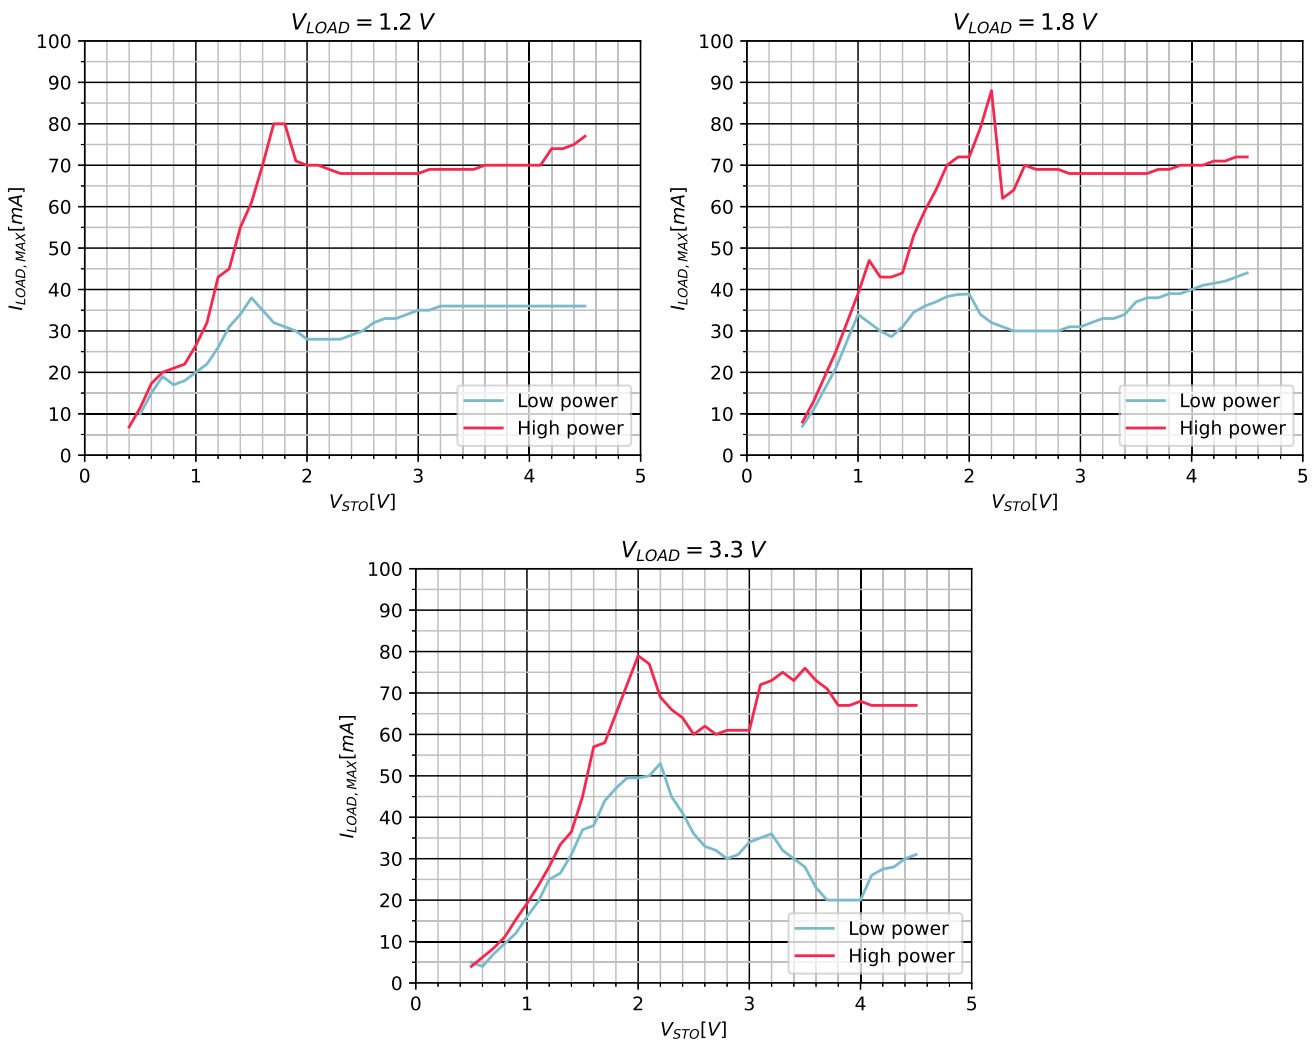 V_LOAD = 1.2 V
I_LOAD, MAX [mA]
100
90
80
70
60
50
40
30
20
10
0
Low power
High power
0 1 2 3 4 5
V_STO [V]
V_LOAD = 1.8 V
I_LOAD, MAX [mA]
100
90
80
70
60
50
40
30
20
10
0
Low power
High power
0 1 2 3 4 5
V_STO [V]
V_LOAD = 3.3 V
I_LOAD, MAX [mA]
100
90
80
70
60
50
40
30
20
10
0
Low power
High power
0 1 2 3 4 5
V_STO [V]